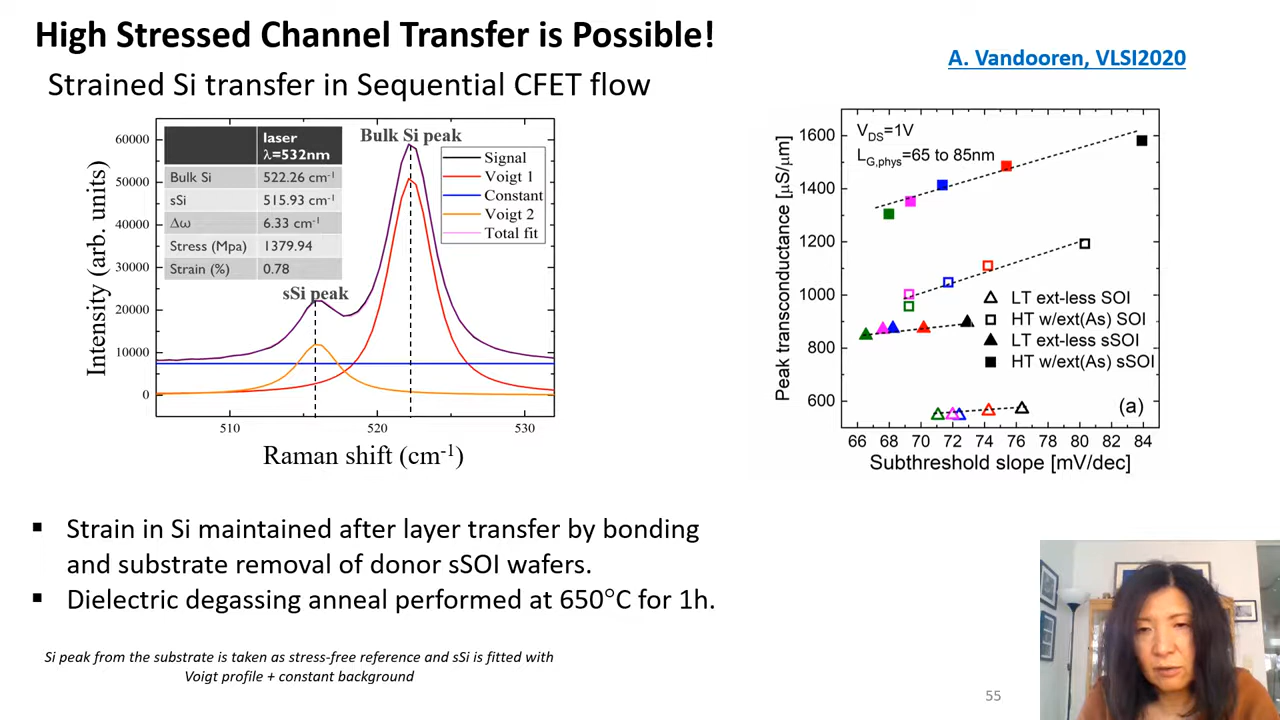 High Stressed Channel Transfer is Possible!
A. Vandooren, VLSI2020
Strained Si transfer in Sequential CFET flow
Intensity (arb. units)
60000
50000
40000
30000
20000
10000
0
laser
λ=532nm
Bulk Si 522.26 cm-1
sSi 515.93 cm-1
Δω 6.33 cm-1
Stress (Mpa) 1379.94
Strain (%) 0.78
Bulk Si peak
sSi peak
Signal
Voigt 1
Constant
Voigt 2
Total fit
510 520 530
Raman shift (cm-1)
Peak transconductance [µS/µm]
1600
1400
1200
1000
800
600
VDS=1V
LG,phys=65 to 85nm
LT ext-less SOI
HT w/ext(As) SOI
LT ext-less sSOI
HT w/ext(As) sSOI
(a)
66 68 70 72 74 76 78 80 82 84
Subthreshold slope [mV/dec]
▪ Strain in Si maintained after layer transfer by bonding
and substrate removal of donor sSOI wafers.
▪ Dielectric degassing anneal performed at 650°C for 1h.
Si peak from the substrate is taken as stress-free reference and sSi is fitted with
Voigt profile + constant background
55